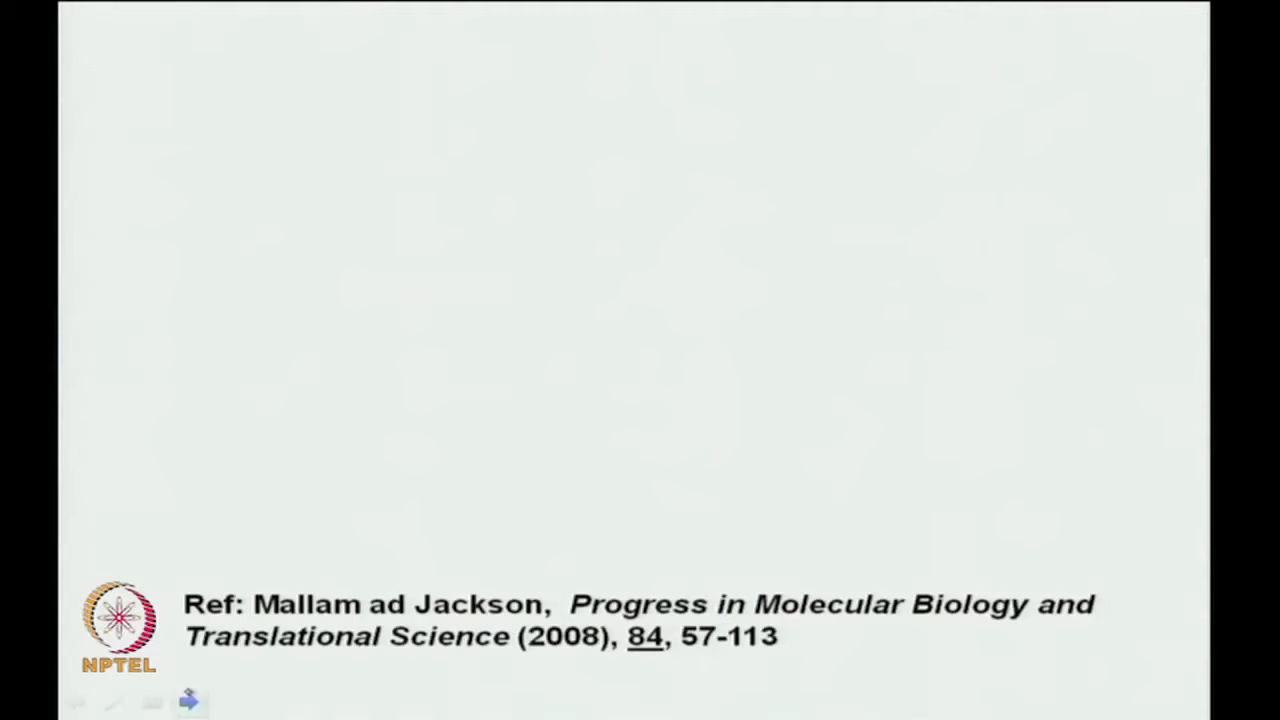 Ref: Mallam ad Jackson, Progress in Molecular Biology and
Translational Science (2008), 84, 57-113
NPTEL